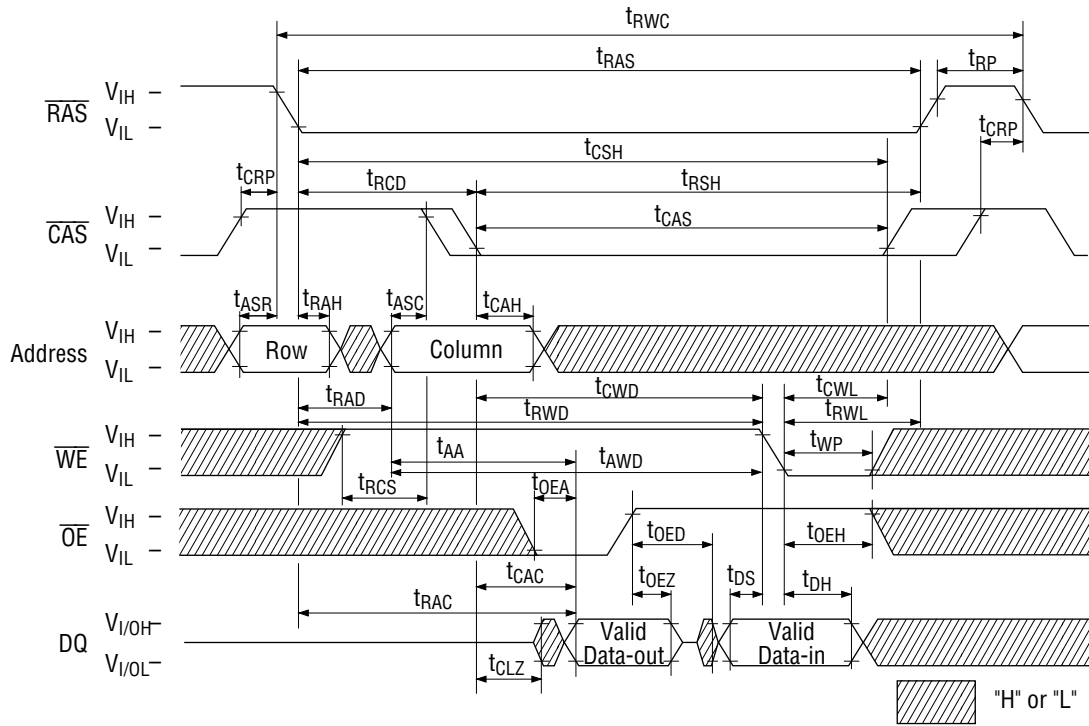 tRWC
tRAS
tRP
VIH
RAS
VIL
tCRP
tCSH
tCRP
tRCD
tRSH
VIH
CAS
tCAS
VIL
tASR
tRAH
tASC
tCAH
VIH
Address
Row
Column
VIL
tCWL
tCWD
tRAD
tRWD
tRWL
VIH
WE
tAA
tWP
VIL
tAWD
tRCS
tOEA
VIH
OE
tOED
tOEH
VIL
tCAC
tOEZ
tDS
tDH
tRAC
VI/OH
DQ
Valid
Data-out
Valid
Data-in
VI/OL
tCLZ
"H" or "L"